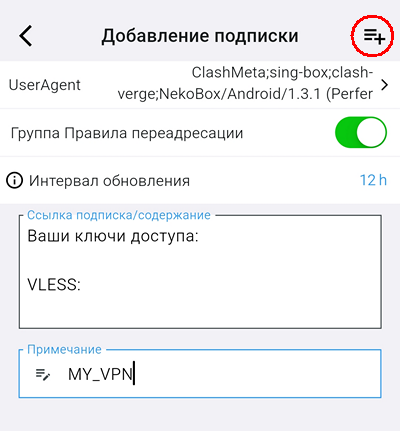 Добавление подписки
UserAgent
ClashMeta;sing-box;clash-
verge;NekoBox/Android/1.3.1 (Perfer
Группа Правила переадресации
Интервал обновления
12 h
Ссылка подписка/содержание
Ваши ключи доступа:
VLESS:
Примечание
MY_VPN